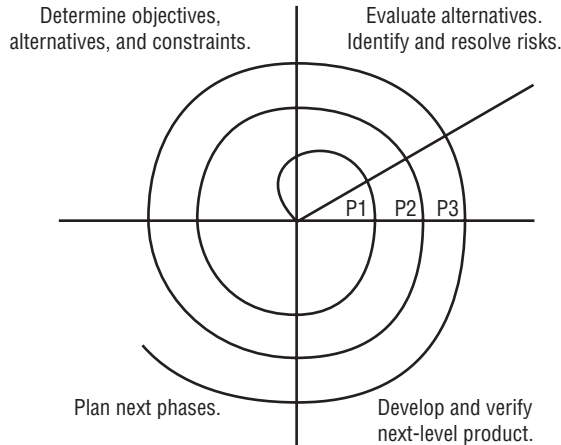 Determine objectives,
alternatives, and constraints.
Evaluate alternatives.
Identify and resolve risks.
P1
P2
P3
Plan next phases.
Develop and verify
next-level product.